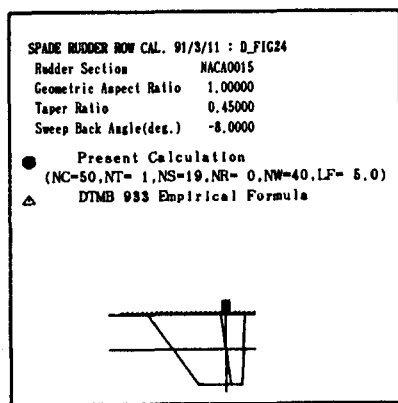 SPADE RUDDER ROW CAL. 91/3/11 : D_FIG24
Rudder Section NACA0015
Geometric Aspect Ratio 1.00000
Taper Ratio 0.45000
Sweep Back Angle(deg.) -8.0000
Present Calculation
(NC=50,NT= 1,NS=19,NR= 0,NW=40,LF= 5.0)
DTMB 933 Empirical Formula